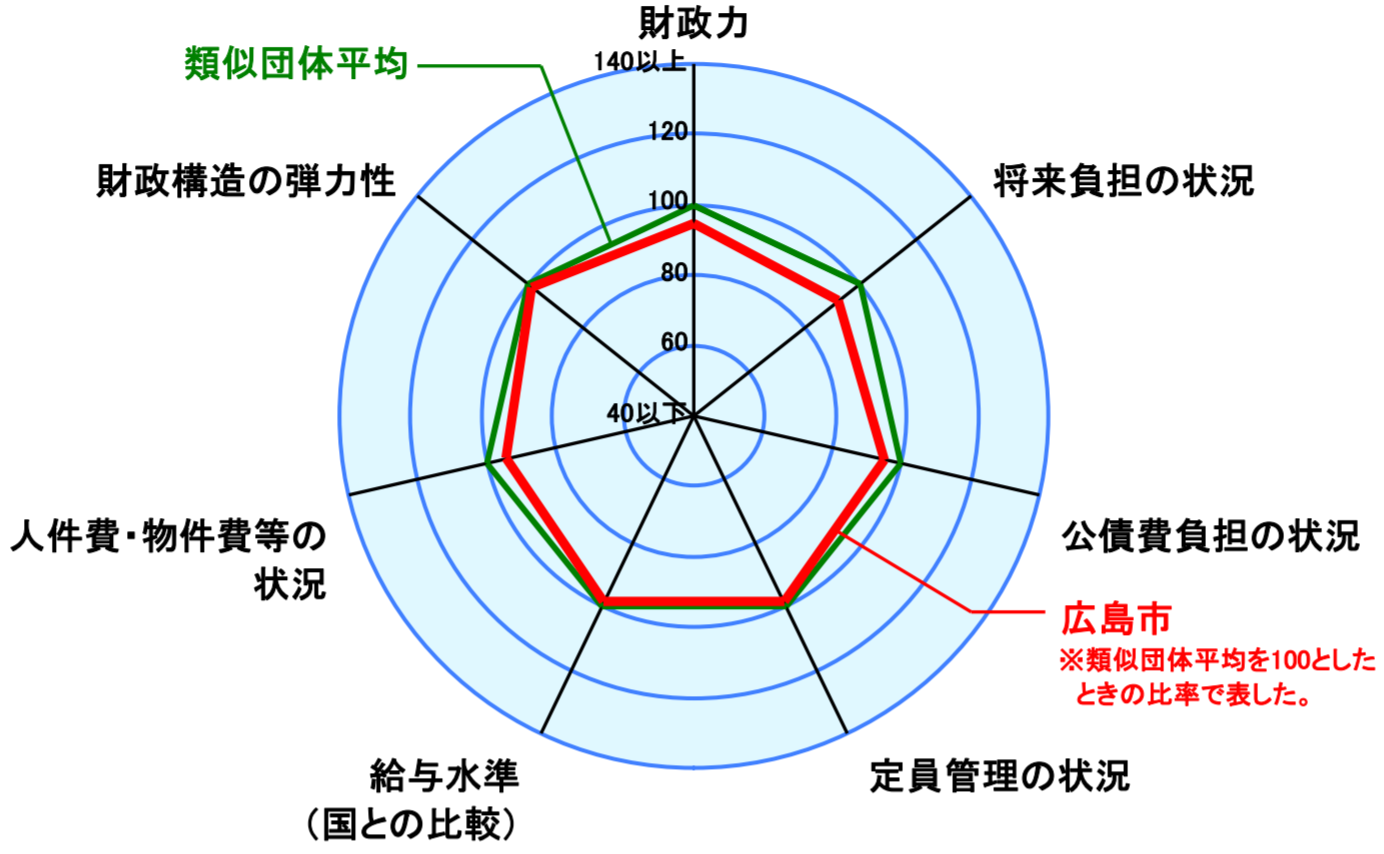 財政力
140以上
類似団体平均
120
財政構造の弾力性
将来負担の状況
100
80
60
40以下
人件費・物件費等の
状況
公債費負担の状況
広島市
※類似団体平均を100とした
ときの比率で表した。
給与水準
（国との比較）
定員管理の状況